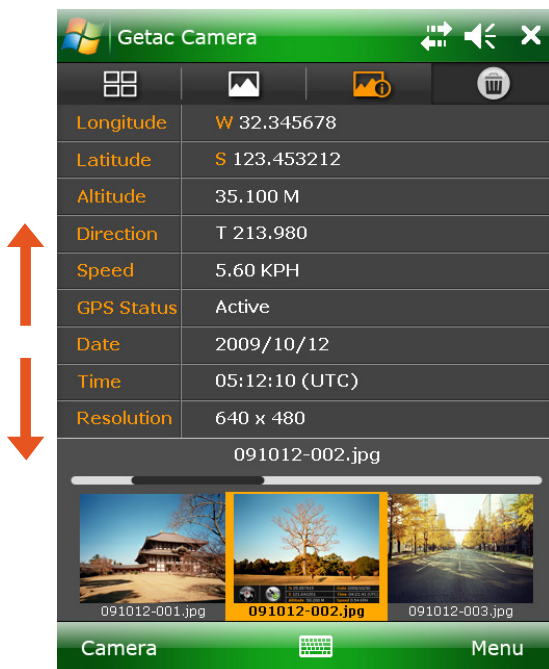 Getac Camera
Longitude W 32.345678
Latitude S 123.453212
Altitude 35.100 M
Direction T 213.980
Speed 5.60 KPH
GPS Status Active
Date 2009/10/12
Time 05:12:10 (UTC)
Resolution 640 x 480
091012-002.jpg
091012-001.jpg 091012-002.jpg 091012-003.jpg
Camera Menu